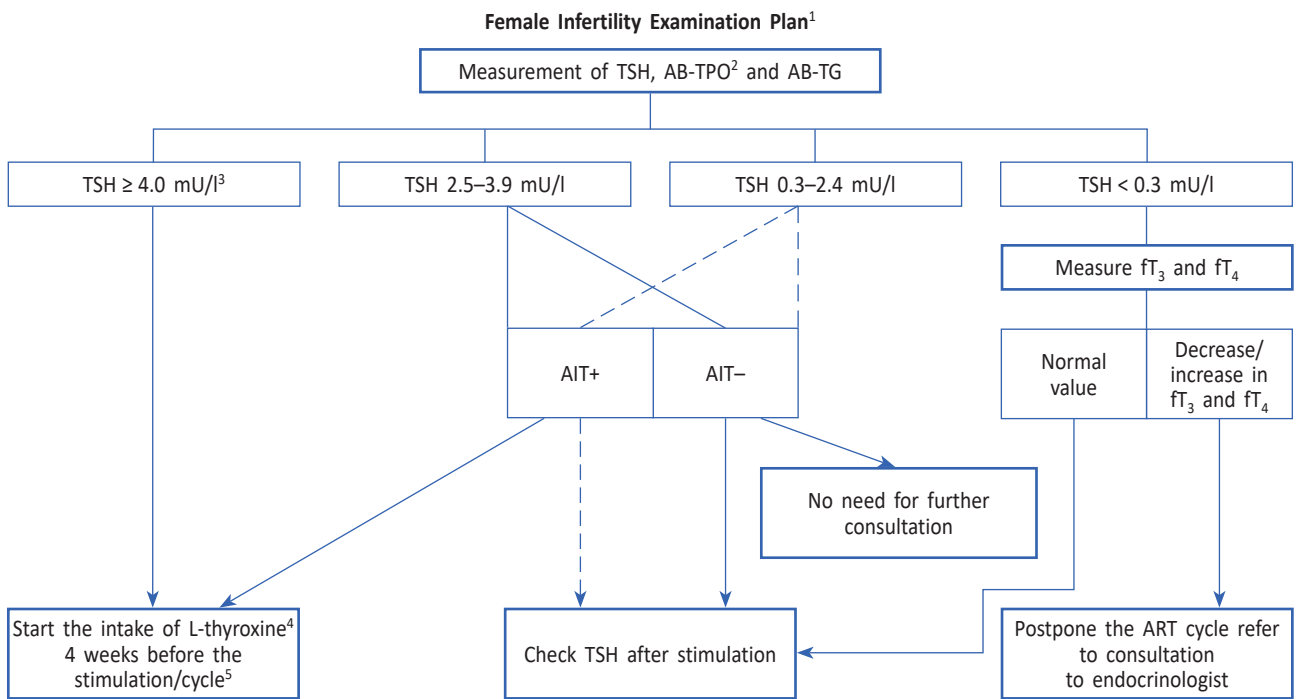 Female Infertility Examination Plan¹
Measurement of TSH, AB-TPO² and AB-TG
TSH ≥ 4.0 mU/l³
TSH 2.5–3.9 mU/l
TSH 0.3–2.4 mU/l
TSH < 0.3 mU/l
Measure fT₃ and fT₄
AIT+
AIT–
Normal
value
Decrease/
increase in
fT₃ and fT₄
No need for further
consultation
Start the intake of L-thyroxine⁴
4 weeks before the
stimulation/cycle⁵
Check TSH after stimulation
Postpone the ART cycle refer
to consultation
to endocrinologist